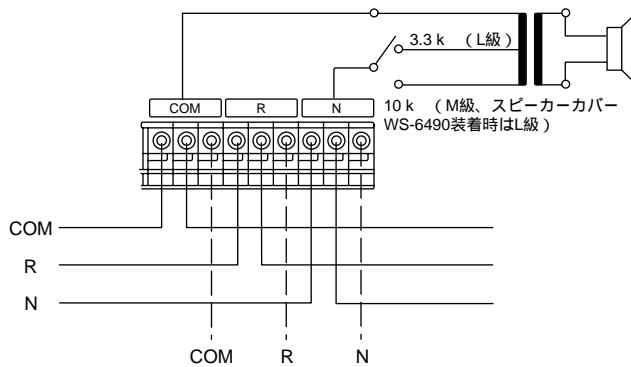 3.3 k （L級）
COM R N
10 k （M級、スピーカーカバー
WS-6490装着時はL級）
COM
R
N
COM R N